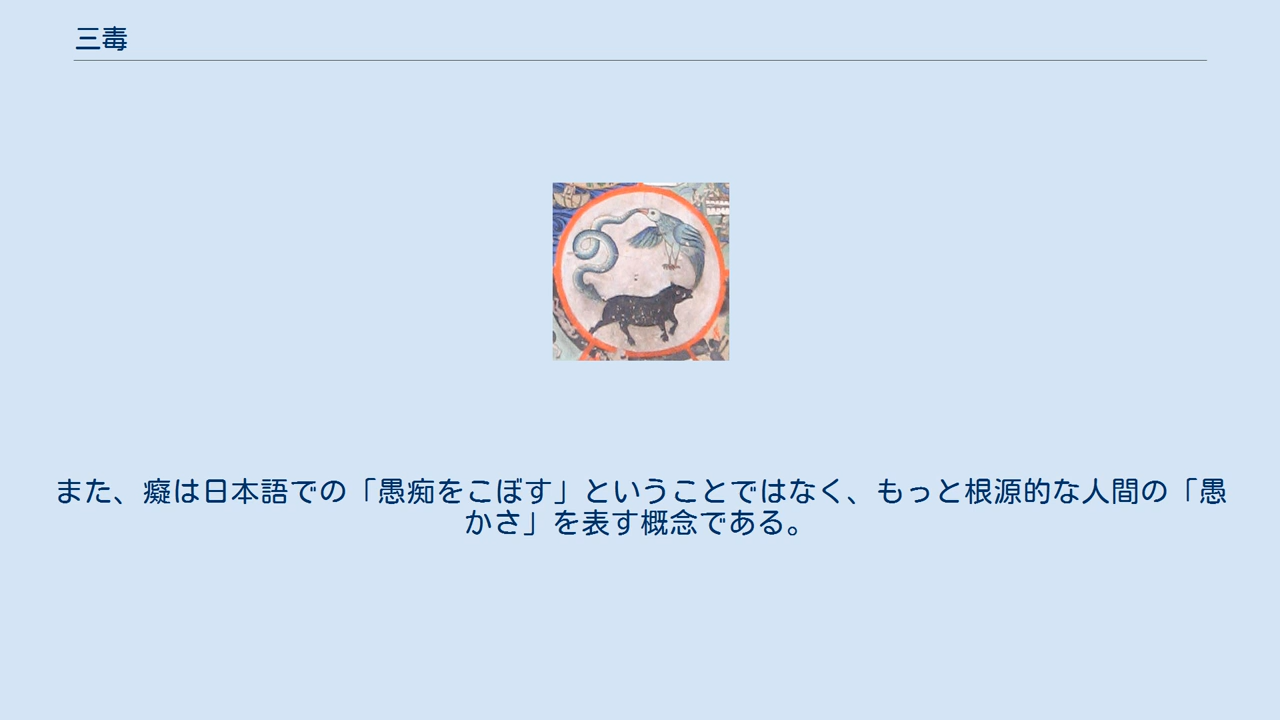 三毒
また、癡は日本語での「愚痴をこぼす」ということではなく、もっと根源的な人間の「愚
かさ」を表す概念である。